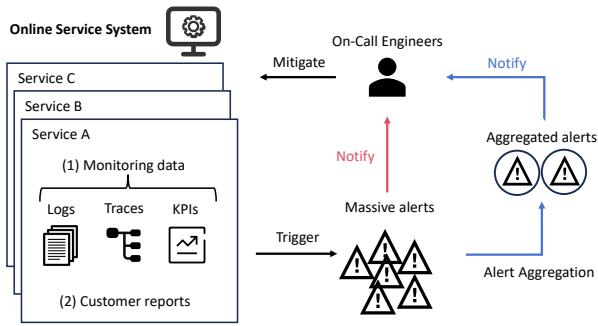 Online Service System
On-Call Engineers
Mitigate
Notify
Service C
Service B
Service A
(1) Monitoring data
Logs
Traces
KPIs
(2) Customer reports
Trigger
Notify
Massive alerts
Aggregated alerts
Alert Aggregation